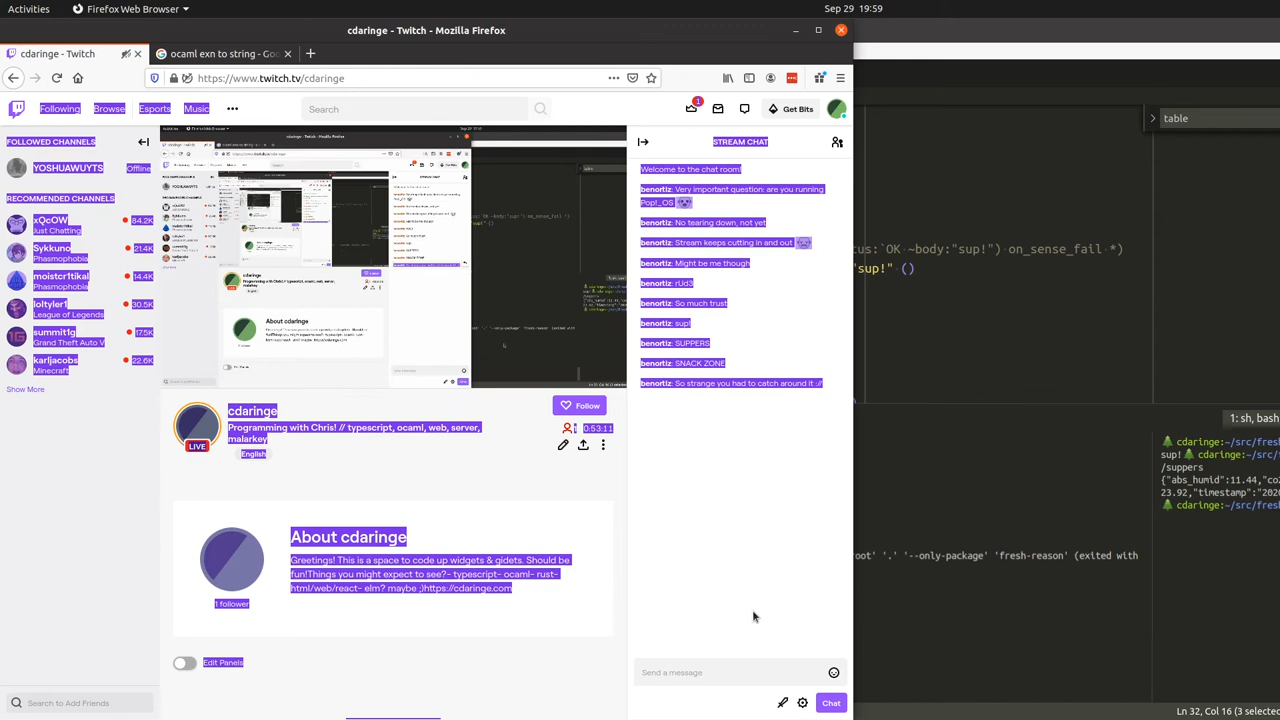 Activities
Firefox Web Browser
Sep 29 19:59
cdaringe - Twitch - Mozilla Firefox
cdaringe - Twitch
ocaml exn to string - Goo
https://www.twitch.tv/cdaringe
Following
Browse
Esports
Music
Search
1
Get Bits
FOLLOWED CHANNELS
YOSHUAWUYTS
Offline
RECOMMENDED CHANNELS
xQcOW
84.2K
Just Chatting
Sykkuno
21.4K
Phasmophobia
moistcr1tikal
14.4K
Phasmophobia
loltyler1
30.5K
League of Legends
summit1g
17.5K
Grand Theft Auto V
karljacobs
22.6K
Minecraft
Show More
Search to Add Friends
cdaringe
Programming with Chris! // typescript, ocaml, web, server,
malarkey
English
LIVE
Follow
1
0:53:11
About cdaringe
Greetings! This is a space to code up widgets & gidets. Should be
fun!Things you might expect to see?- typescript- ocaml- rust-
html/web/react- elm? maybe ;)https://cdaringe.com
1 follower
Edit Panels
STREAM CHAT
Welcome to the chat room!
benortiz: Very important question: are you running
Pop!_OS
benortiz: No tearing down, not yet
benortiz: Stream keeps cutting in and out
benortiz: Might be me though
benortiz: rUd3
benortiz: So much trust
benortiz: sup!
benortiz: SUPPERS
benortiz: SNACK ZONE
benortiz: So strange you had to catch around it ://
Send a message
Chat
table
tus:`OK ~body:"sup!") on_sense_fail) ()
"sup!" ()
1: sh, bash
cdaringe:~/src/fresh
sup! cdaringe:~/src/f
/suppers
{"abs_humid":11.44,"co2
23.92,"timestamp":"2020
cdaringe:~/src/fresh
root' '.' '--only-package' 'fresh-reason' (exited with
Ln 32, Col 16 (3 selected